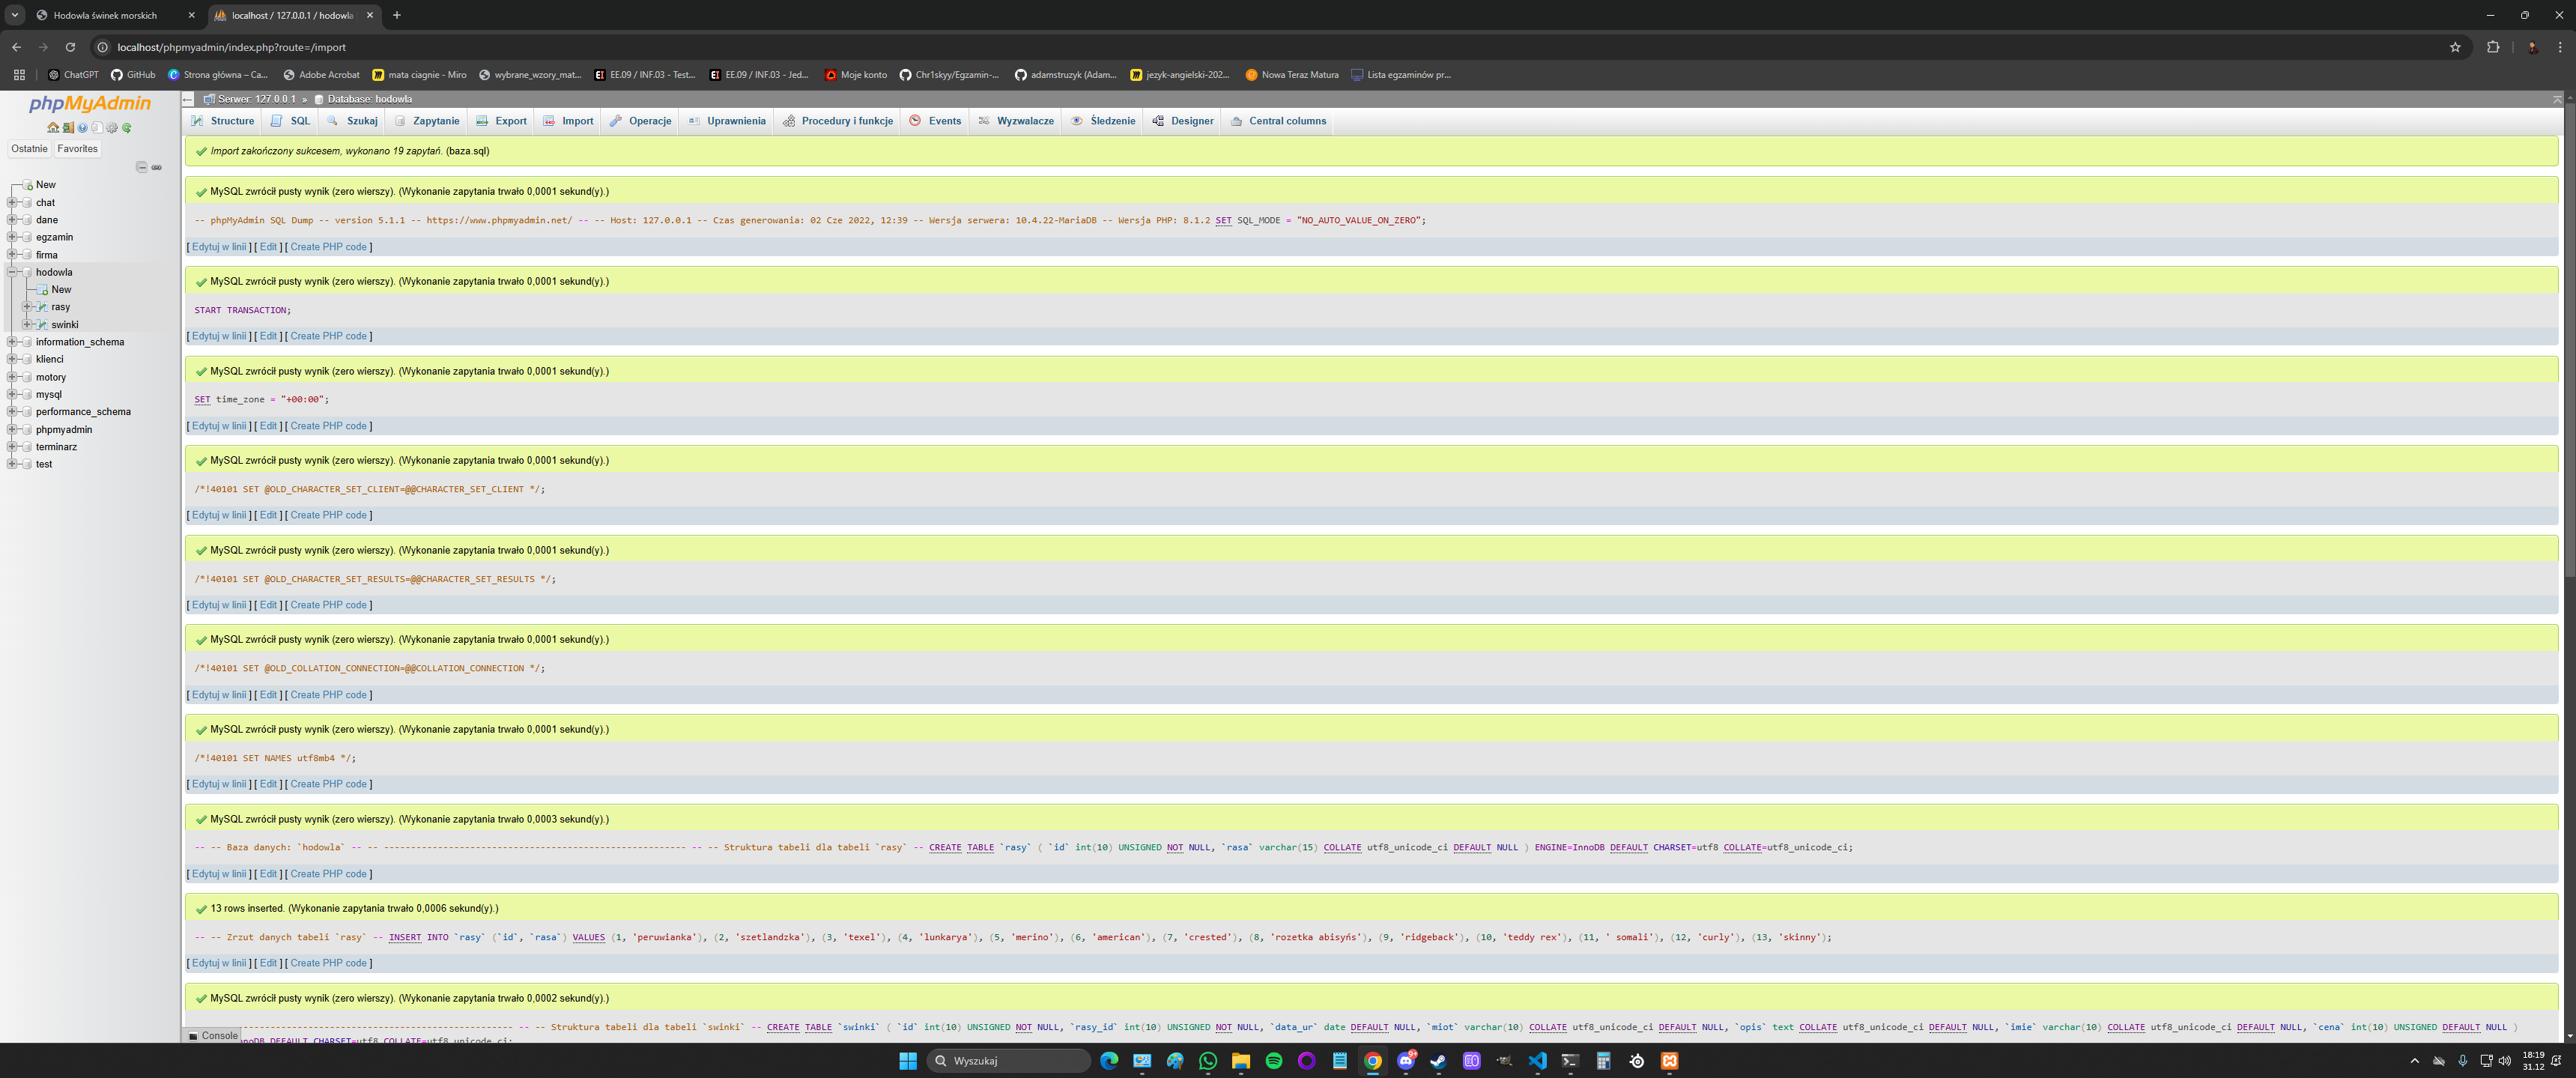 Hodowla świnek morskich
localhost / 127.0.0.1 / hodowla
localhost/phpmyadmin/index.php?route=/import
ChatGPT
GitHub
Strona główna – Ca...
Adobe Acrobat
mata ciagnie - Miro
wybrane_wzory_mat...
EE.09 / INF.03 - Test...
EE.09 / INF.03 - Jed...
Moje konto
Chr1skyy/Egzamin-...
adamstruzyk (Adam...
jezyk-angielski-202...
Nowa Teraz Matura
Lista egzaminów pr...
phpMyAdmin
Ostatnie Favorites
New
chat
dane
egzamin
firma
hodowla
New
rasy
swinki
information_schema
klienci
motory
mysql
performance_schema
phpmyadmin
terminarz
test
Serwer: 127.0.0.1 » Database: hodowla
Structure SQL Szukaj Zapytanie Export Import Operacje Uprawnienia Procedury i funkcje Events Wyzwalacze Śledzenie Designer Central columns
Import zakończony sukcesem, wykonano 19 zapytań. (baza.sql)
MySQL zwrócił pusty wynik (zero wierszy). (Wykonanie zapytania trwało 0,0001 sekund(y).)
-- phpMyAdmin SQL Dump -- version 5.1.1 -- https://www.phpmyadmin.net/ -- -- Host: 127.0.0.1 -- Czas generowania: 02 Cze 2022, 12:39 -- Wersja serwera: 10.4.22-MariaDB -- Wersja PHP: 8.1.2 SET SQL_MODE = "NO_AUTO_VALUE_ON_ZERO";
[ Edytuj w linii ] [ Edit ] [ Create PHP code ]
MySQL zwrócił pusty wynik (zero wierszy). (Wykonanie zapytania trwało 0,0001 sekund(y).)
START TRANSACTION;
[ Edytuj w linii ] [ Edit ] [ Create PHP code ]
MySQL zwrócił pusty wynik (zero wierszy). (Wykonanie zapytania trwało 0,0001 sekund(y).)
SET time_zone = "+00:00";
[ Edytuj w linii ] [ Edit ] [ Create PHP code ]
MySQL zwrócił pusty wynik (zero wierszy). (Wykonanie zapytania trwało 0,0001 sekund(y).)
/*!40101 SET @OLD_CHARACTER_SET_CLIENT=@@CHARACTER_SET_CLIENT */;
[ Edytuj w linii ] [ Edit ] [ Create PHP code ]
MySQL zwrócił pusty wynik (zero wierszy). (Wykonanie zapytania trwało 0,0001 sekund(y).)
/*!40101 SET @OLD_CHARACTER_SET_RESULTS=@@CHARACTER_SET_RESULTS */;
[ Edytuj w linii ] [ Edit ] [ Create PHP code ]
MySQL zwrócił pusty wynik (zero wierszy). (Wykonanie zapytania trwało 0,0001 sekund(y).)
/*!40101 SET @OLD_COLLATION_CONNECTION=@@COLLATION_CONNECTION */;
[ Edytuj w linii ] [ Edit ] [ Create PHP code ]
MySQL zwrócił pusty wynik (zero wierszy). (Wykonanie zapytania trwało 0,0001 sekund(y).)
/*!40101 SET NAMES utf8mb4 */;
[ Edytuj w linii ] [ Edit ] [ Create PHP code ]
MySQL zwrócił pusty wynik (zero wierszy). (Wykonanie zapytania trwało 0,0003 sekund(y).)
-- -- Baza danych: `hodowla` -- -- -------------------------------------------------------- -- -- Struktura tabeli dla tabeli `rasy` -- CREATE TABLE `rasy` ( `id` int(10) UNSIGNED NOT NULL, `rasa` varchar(15) COLLATE utf8_unicode_ci DEFAULT NULL ) ENGINE=InnoDB DEFAULT CHARSET=utf8 COLLATE=utf8_unicode_ci;
[ Edytuj w linii ] [ Edit ] [ Create PHP code ]
13 rows inserted. (Wykonanie zapytania trwało 0,0006 sekund(y).)
-- -- Zrzut danych tabeli `rasy` -- INSERT INTO `rasy` (`id`, `rasa`) VALUES (1, 'peruwianka'), (2, 'szetlandzka'), (3, 'texel'), (4, 'lunkarya'), (5, 'merino'), (6, 'american'), (7, 'crested'), (8, 'rozetka abisyńs'), (9, 'ridgeback'), (10, 'teddy rex'), (11, ' somali'), (12, 'curly'), (13, 'skinny');
[ Edytuj w linii ] [ Edit ] [ Create PHP code ]
MySQL zwrócił pusty wynik (zero wierszy). (Wykonanie zapytania trwało 0,0002 sekund(y).)
-------------------------------------------------- -- -- Struktura tabeli dla tabeli `swinki` -- CREATE TABLE `swinki` ( `id` int(10) UNSIGNED NOT NULL, `rasy_id` int(10) UNSIGNED NOT NULL, `data_ur` date DEFAULT NULL, `miot` varchar(10) COLLATE utf8_unicode_ci DEFAULT NULL, `opis` text COLLATE utf8_unicode_ci DEFAULT NULL, `imie` varchar(10) COLLATE utf8_unicode_ci DEFAULT NULL, `cena` int(10) UNSIGNED DEFAULT NULL )
nnoDB DEFAULT CHARSET=utf8 COLLATE=utf8_unicode_ci;
Console
Wyszukaj
9+
18:19
31.12